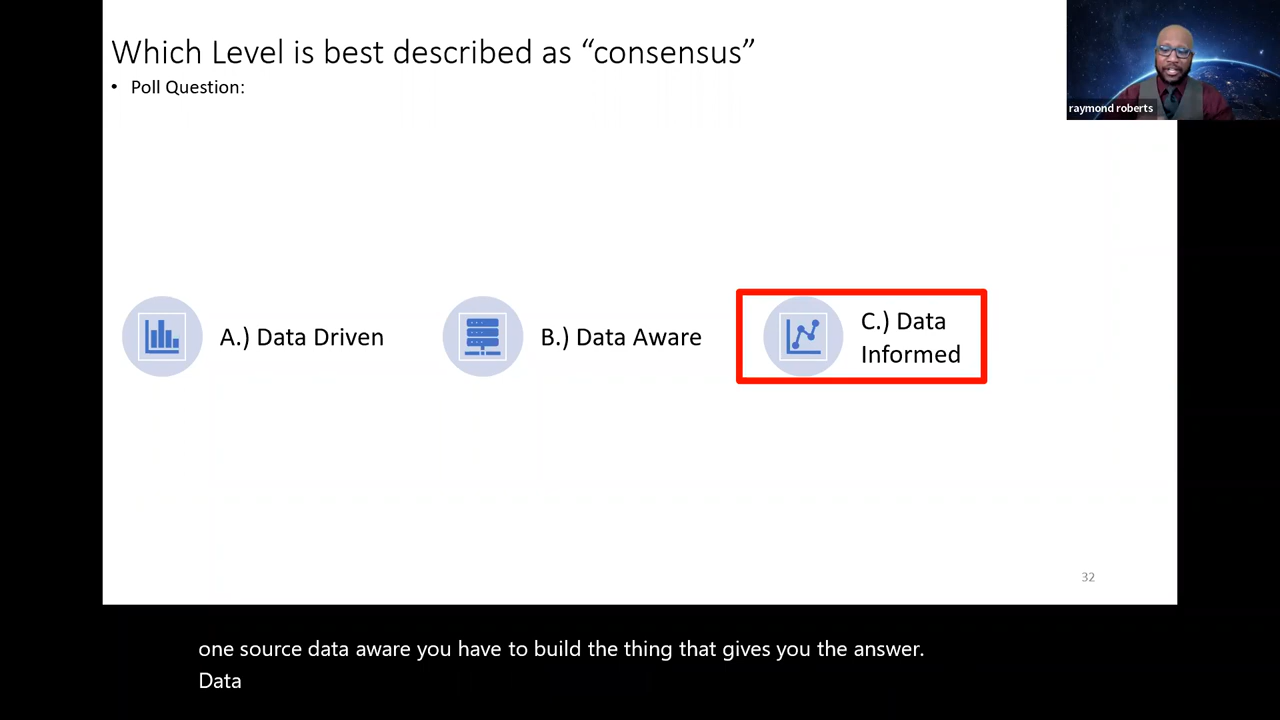 Which Level is best described as “consensus”
• Poll Question:
raymond roberts
A.) Data Driven
B.) Data Aware
C.) Data
Informed
32
one source data aware you have to build the thing that gives you the answer.
Data